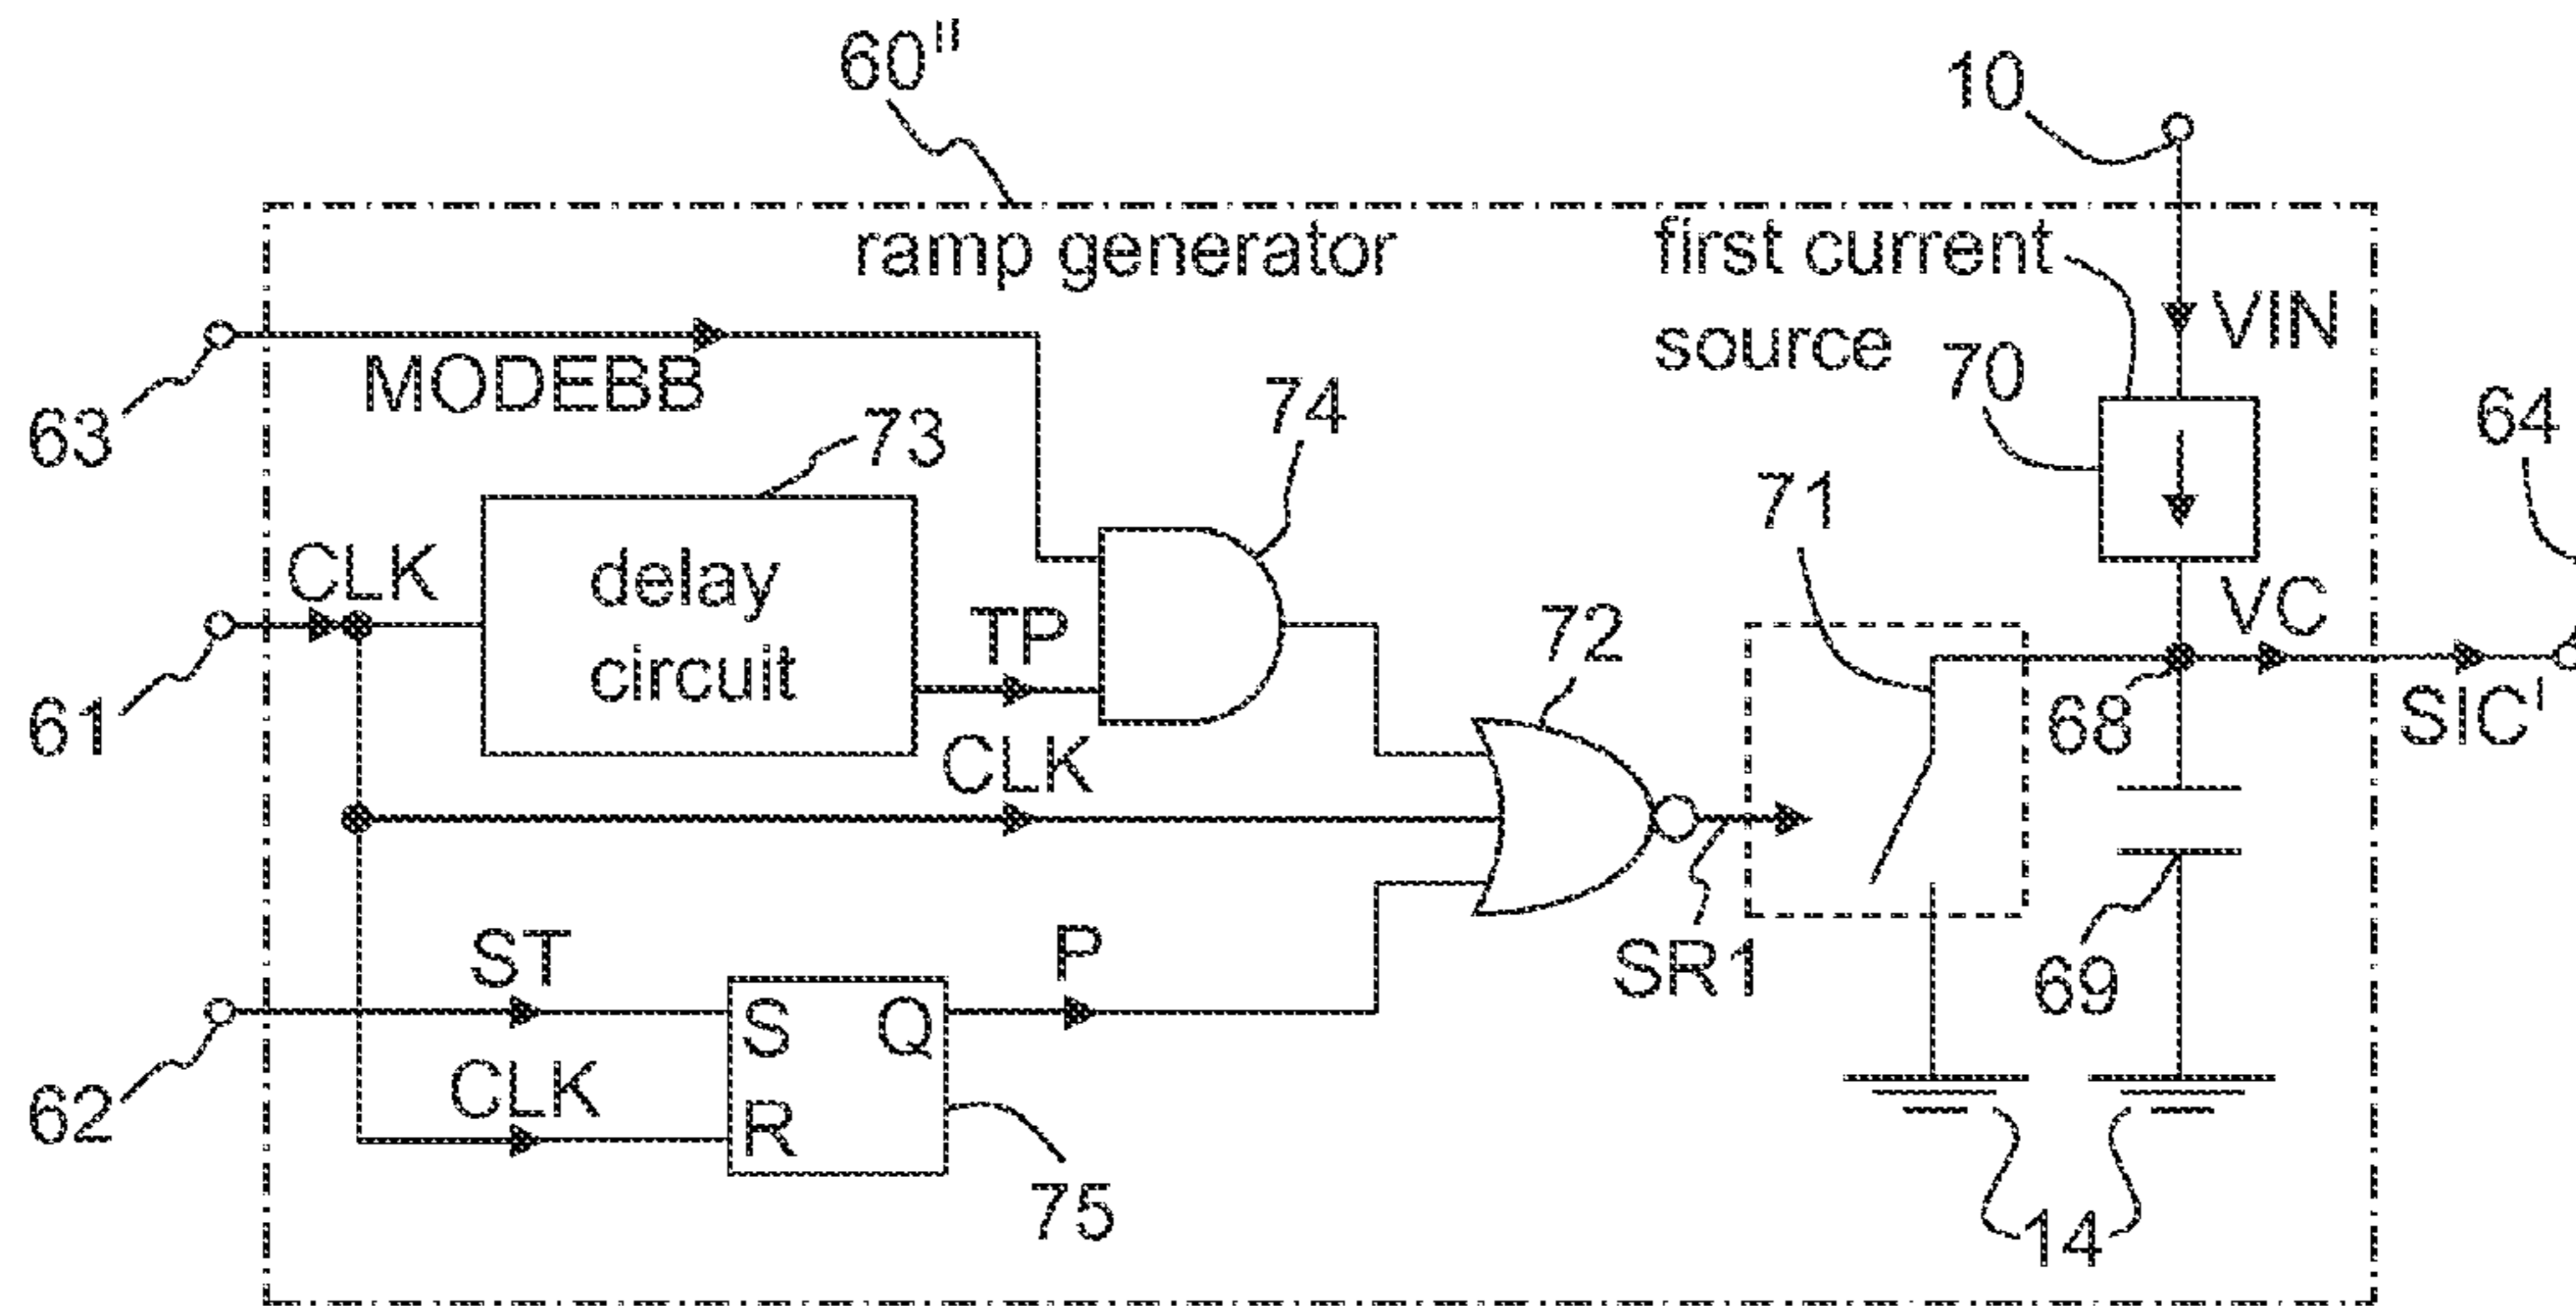 60"
10
ramp generator
first current
source
VIN
MODEBB
63
73
74
70
64
CLK
delay
circuit
TP
71
72
VC
61
CLK
68
SIC'
ST
P
SR1
69
S
Q
62
CLK
R
75
14